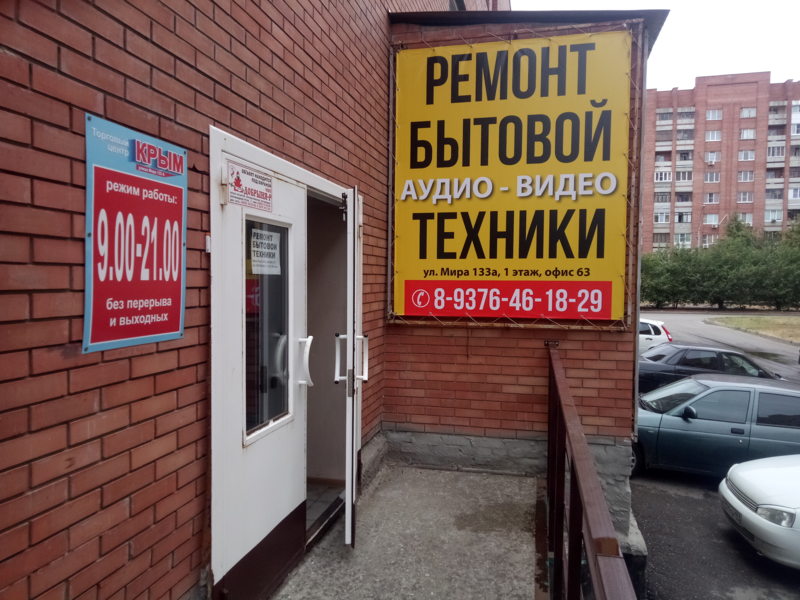 Торговый
центр
КРЫМ
режим работы:
9.00-21.00
без перерыва
и выходных
ДОБРЫНЯ-Р
РЕМОНТ
БЫТОВОЙ
ТЕХНИКИ
РЕМОНТ
БЫТОВОЙ
АУДИО - ВИДЕО
ТЕХНИКИ
ул. Мира 133а, 1 этаж, офис 63
8-9376-46-18-29